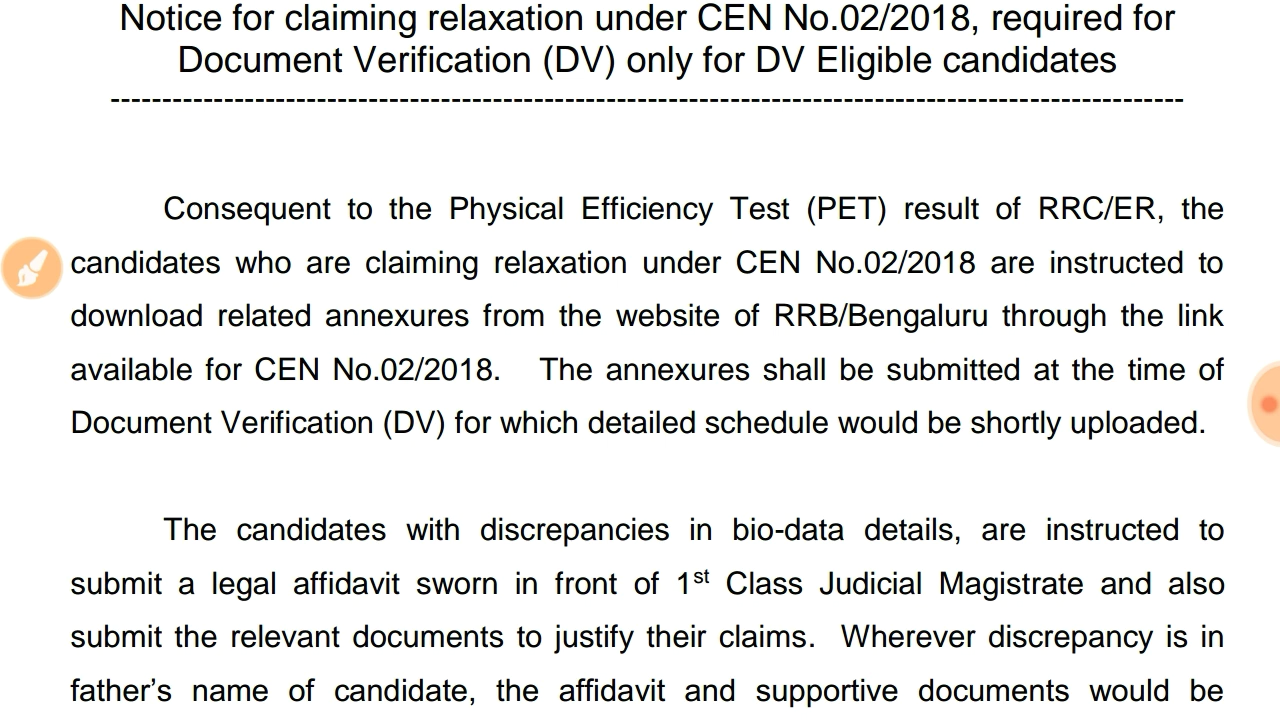 Notice for claiming relaxation under CEN No.02/2018, required for
Document Verification (DV) only for DV Eligible candidates
--------------------------------------------------------------------------------------------------------
Consequent to the Physical Efficiency Test (PET) result of RRC/ER, the
candidates who are claiming relaxation under CEN No.02/2018 are instructed to
download related annexures from the website of RRB/Bengaluru through the link
available for CEN No.02/2018. The annexures shall be submitted at the time of
Document Verification (DV) for which detailed schedule would be shortly uploaded.
The candidates with discrepancies in bio-data details, are instructed to
submit a legal affidavit sworn in front of 1st Class Judicial Magistrate and also
submit the relevant documents to justify their claims. Wherever discrepancy is in
father’s name of candidate, the affidavit and supportive documents would be